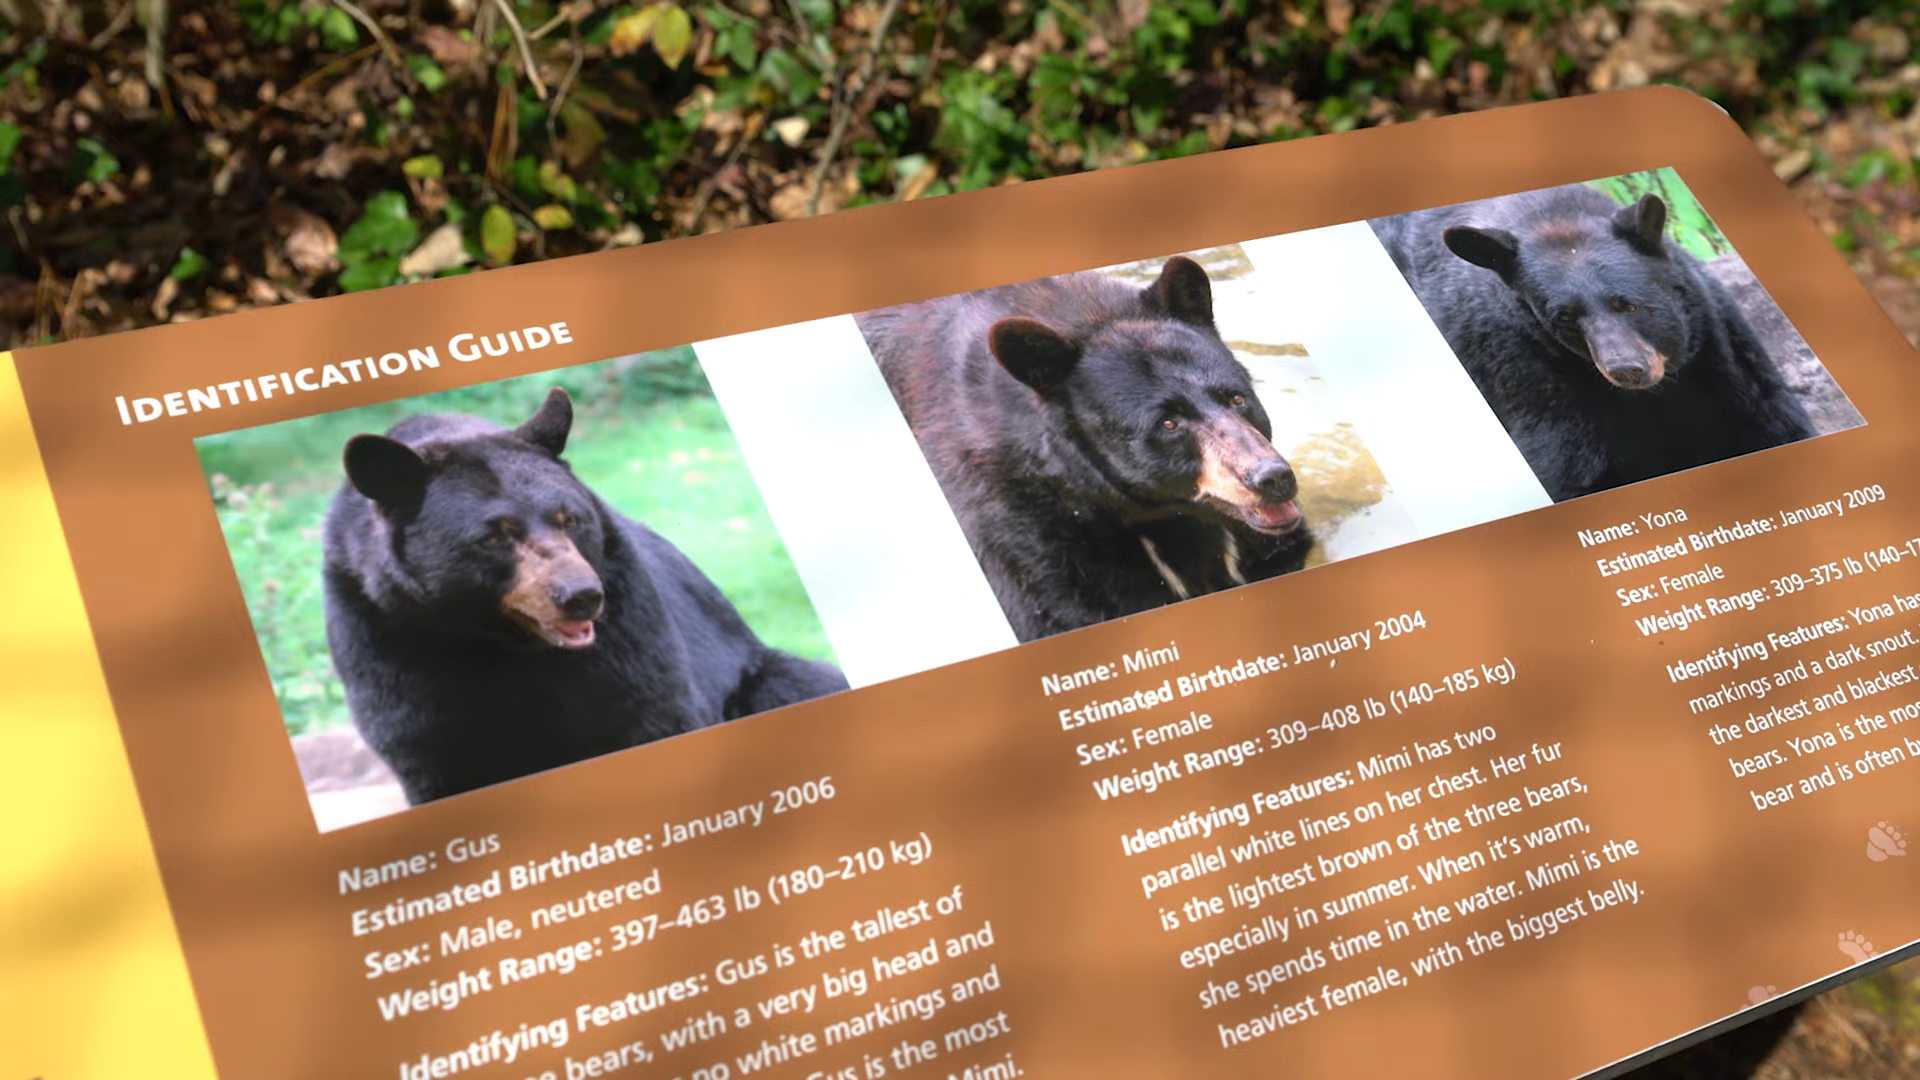 IDENTIFICATION GUIDE
Name: Gus
Estimated Birthdate: January 2006
Sex: Male, neutered
Weight Range: 397–463 lb (180–210 kg)
Identifying Features: Gus is the tallest of
bears, with a very big head and
no white markings and
Gus is the most
Mimi.
Name: Mimi
Estimated Birthdate: January 2004
Sex: Female
Weight Range: 309–408 lb (140–185 kg)
Identifying Features: Mimi has two
parallel white lines on her chest. Her fur
is the lightest brown of the three bears,
especially in summer. When it's warm,
she spends time in the water. Mimi is the
heaviest female, with the biggest belly.
Name: Yona
Estimated Birthdate: January 2009
Sex: Female
Weight Range: 309–375 lb
Identifying Features: Yona has
markings and a dark snout.
the darkest and blackest
bears. Yona is the
bear and is often